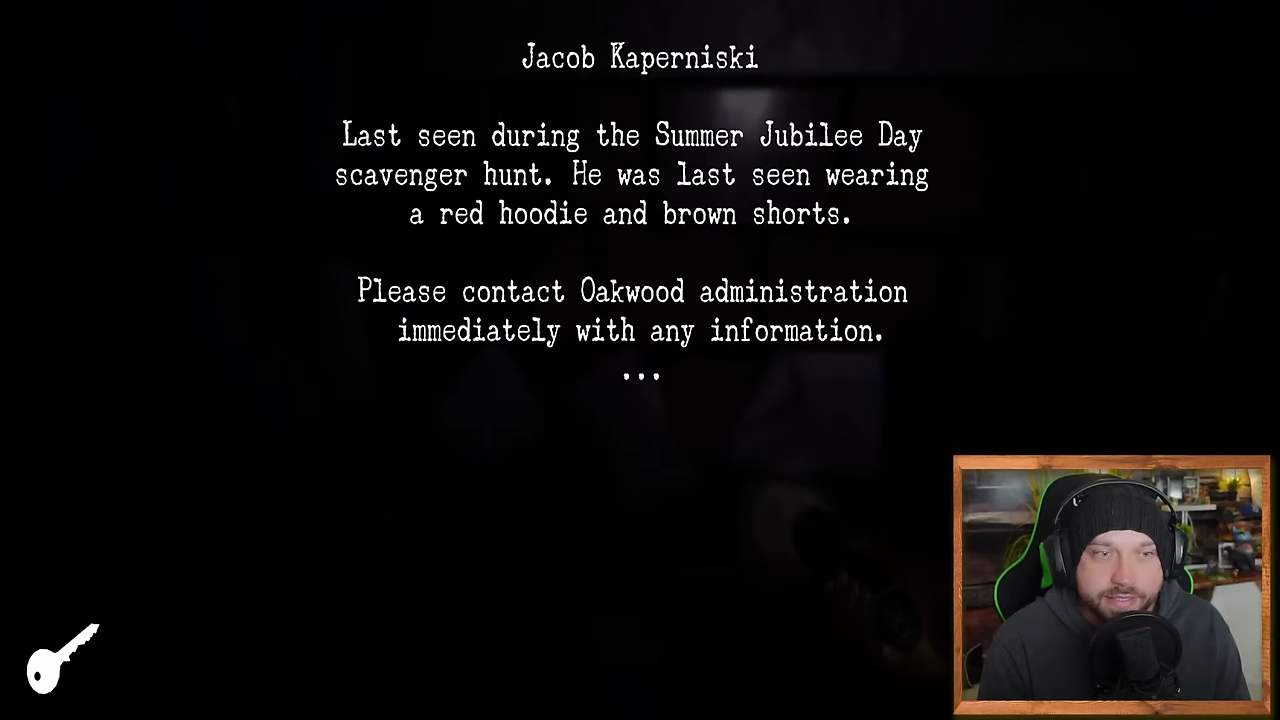 Jacob Kaperniski
Last seen during the Summer Jubilee Day
scavenger hunt. He was last seen wearing
a red hoodie and brown shorts.
Please contact Oakwood administration
immediately with any information.
...